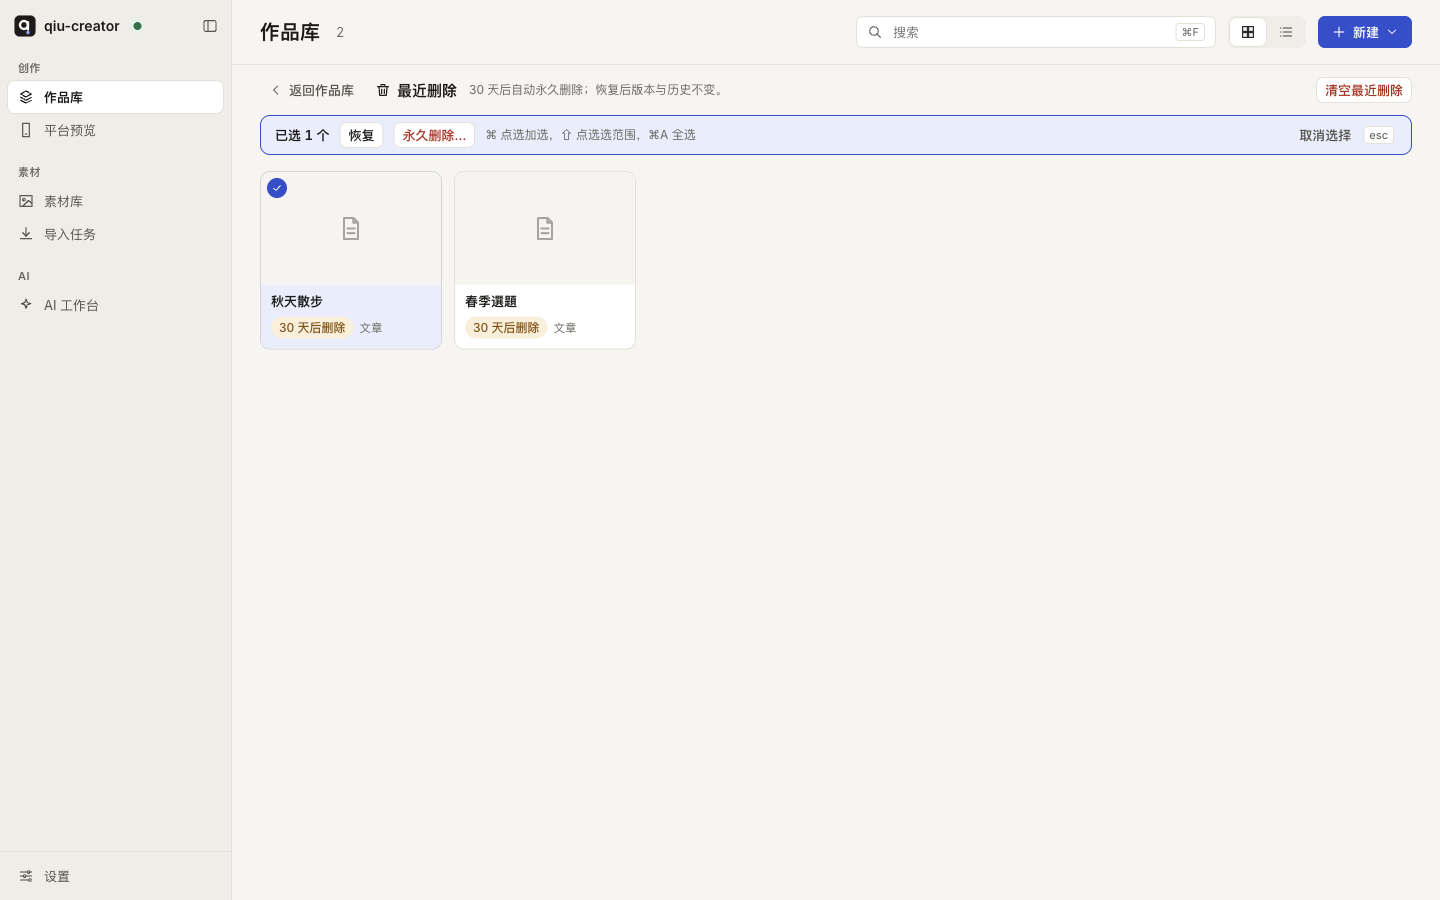 qiu-creator
创作
作品库
平台预览
素材
素材库
导入任务
AI
AI 工作台
设置
作品库 2
搜索 ⌘F
新建
返回作品库 最近删除 30 天后自动永久删除；恢复后版本与历史不变。 清空最近删除
已选 1 个 恢复 永久删除... ⌘ 点选加选，⇧ 点选选范围，⌘A 全选 取消选择 esc
秋天散步
30 天后删除 文章
春季選題
30 天后删除 文章